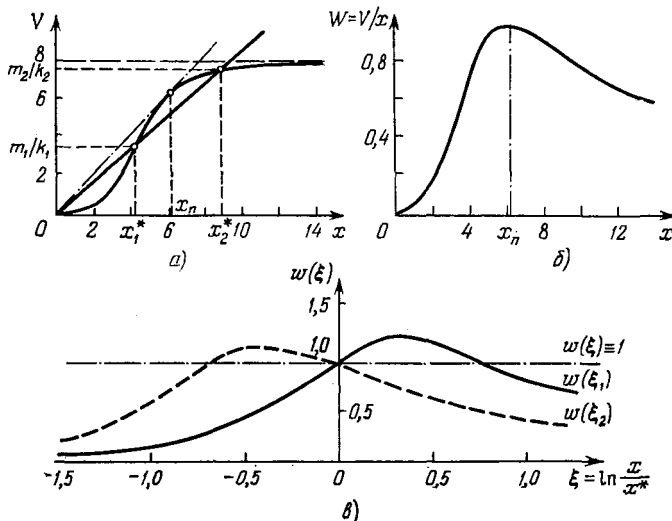 V
8
m₂/k₂
6
m₁/k₁
2
0 2 x₁* 6 xₙ x₂* 10 14 x
а)
W=V/x
0,8
0,4
0 4 xₙ 8 12 x
б)
w(ξ)
1,5
1,0
0,5
w(ξ)≡1
w(ξ₁)
w(ξ₂)
-1,5 -1,0 -0,5 0 0,5 1,0 ξ=ln x/x*
в)